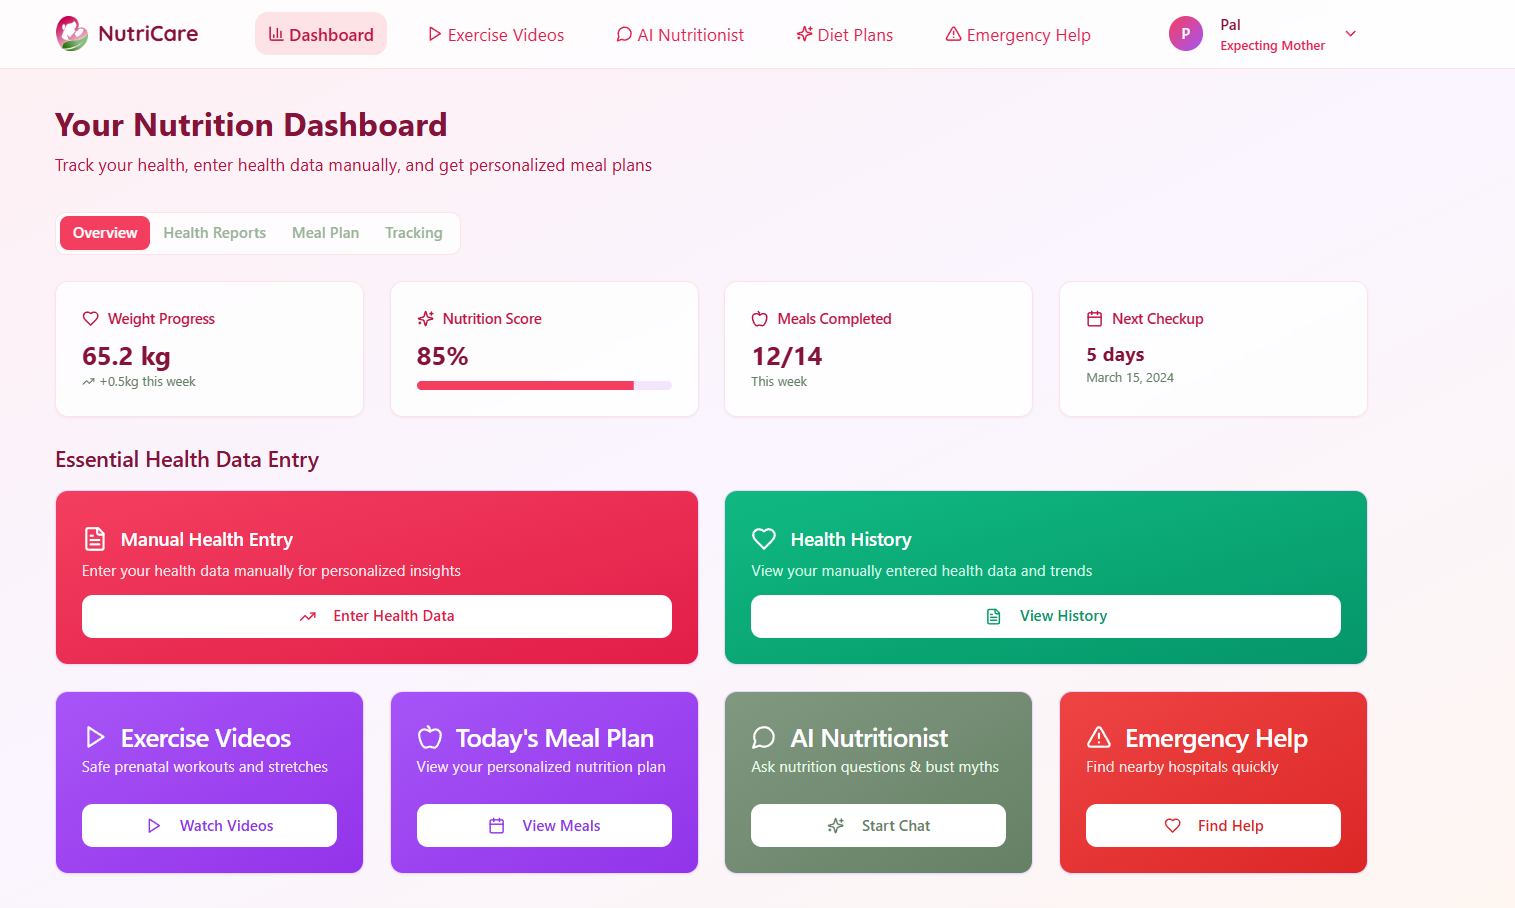 NutriCare
Dashboard
Exercise Videos
AI Nutritionist
Diet Plans
Emergency Help
P
Pal
Expecting Mother
Your Nutrition Dashboard
Track your health, enter health data manually, and get personalized meal plans
Overview
Health Reports
Meal Plan
Tracking
Weight Progress
65.2 kg
+0.5kg this week
Nutrition Score
85%
Meals Completed
12/14
This week
Next Checkup
5 days
March 15, 2024
Essential Health Data Entry
Manual Health Entry
Enter your health data manually for personalized insights
Enter Health Data
Health History
View your manually entered health data and trends
View History
Exercise Videos
Safe prenatal workouts and stretches
Watch Videos
Today's Meal Plan
View your personalized nutrition plan
View Meals
AI Nutritionist
Ask nutrition questions & bust myths
Start Chat
Emergency Help
Find nearby hospitals quickly
Find Help